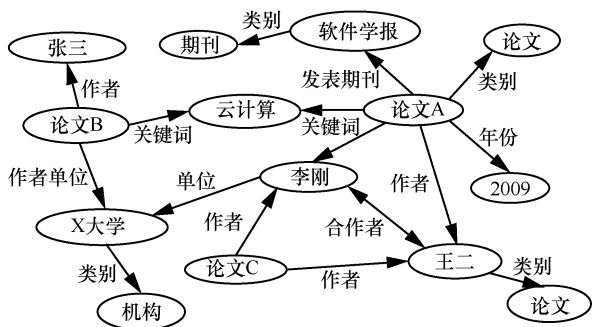 张三
期刊
类别
软件学报
论文
作者
发表期刊
类别
论文B
关键词
云计算
关键词
论文A
年份
作者单位
单位
李刚
作者
2009
X大学
作者
合作者
类别
论文C
作者
王二
类别
机构
论文